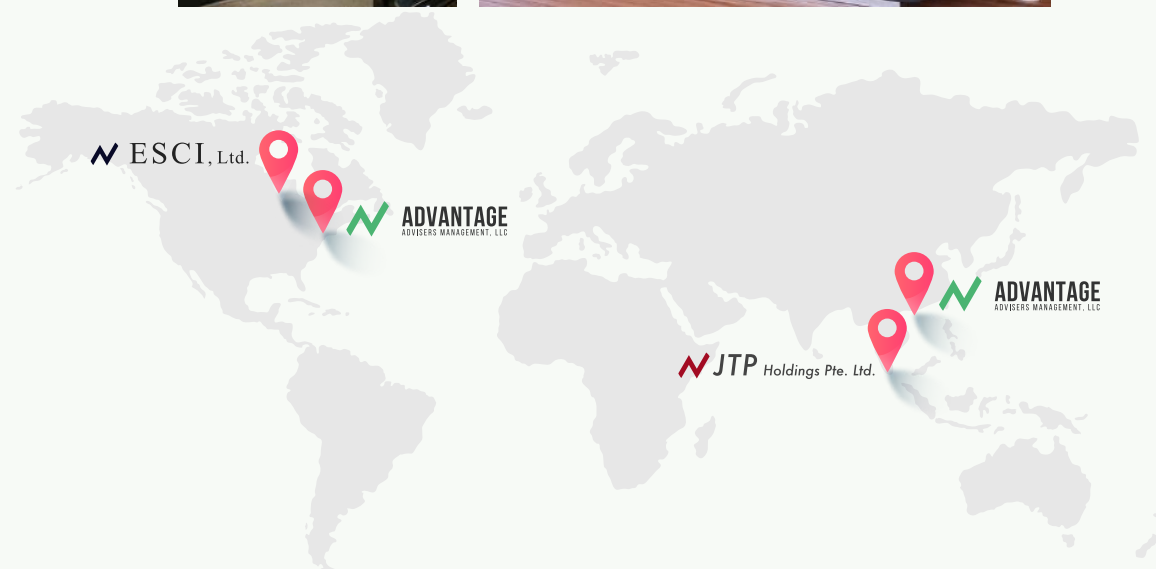 ESCI, Ltd.
ADVANTAGE
ADVISERS MANAGEMENT, LLC
ADVANTAGE
ADVISERS MANAGEMENT, LLC
JTP Holdings Pte. Ltd.